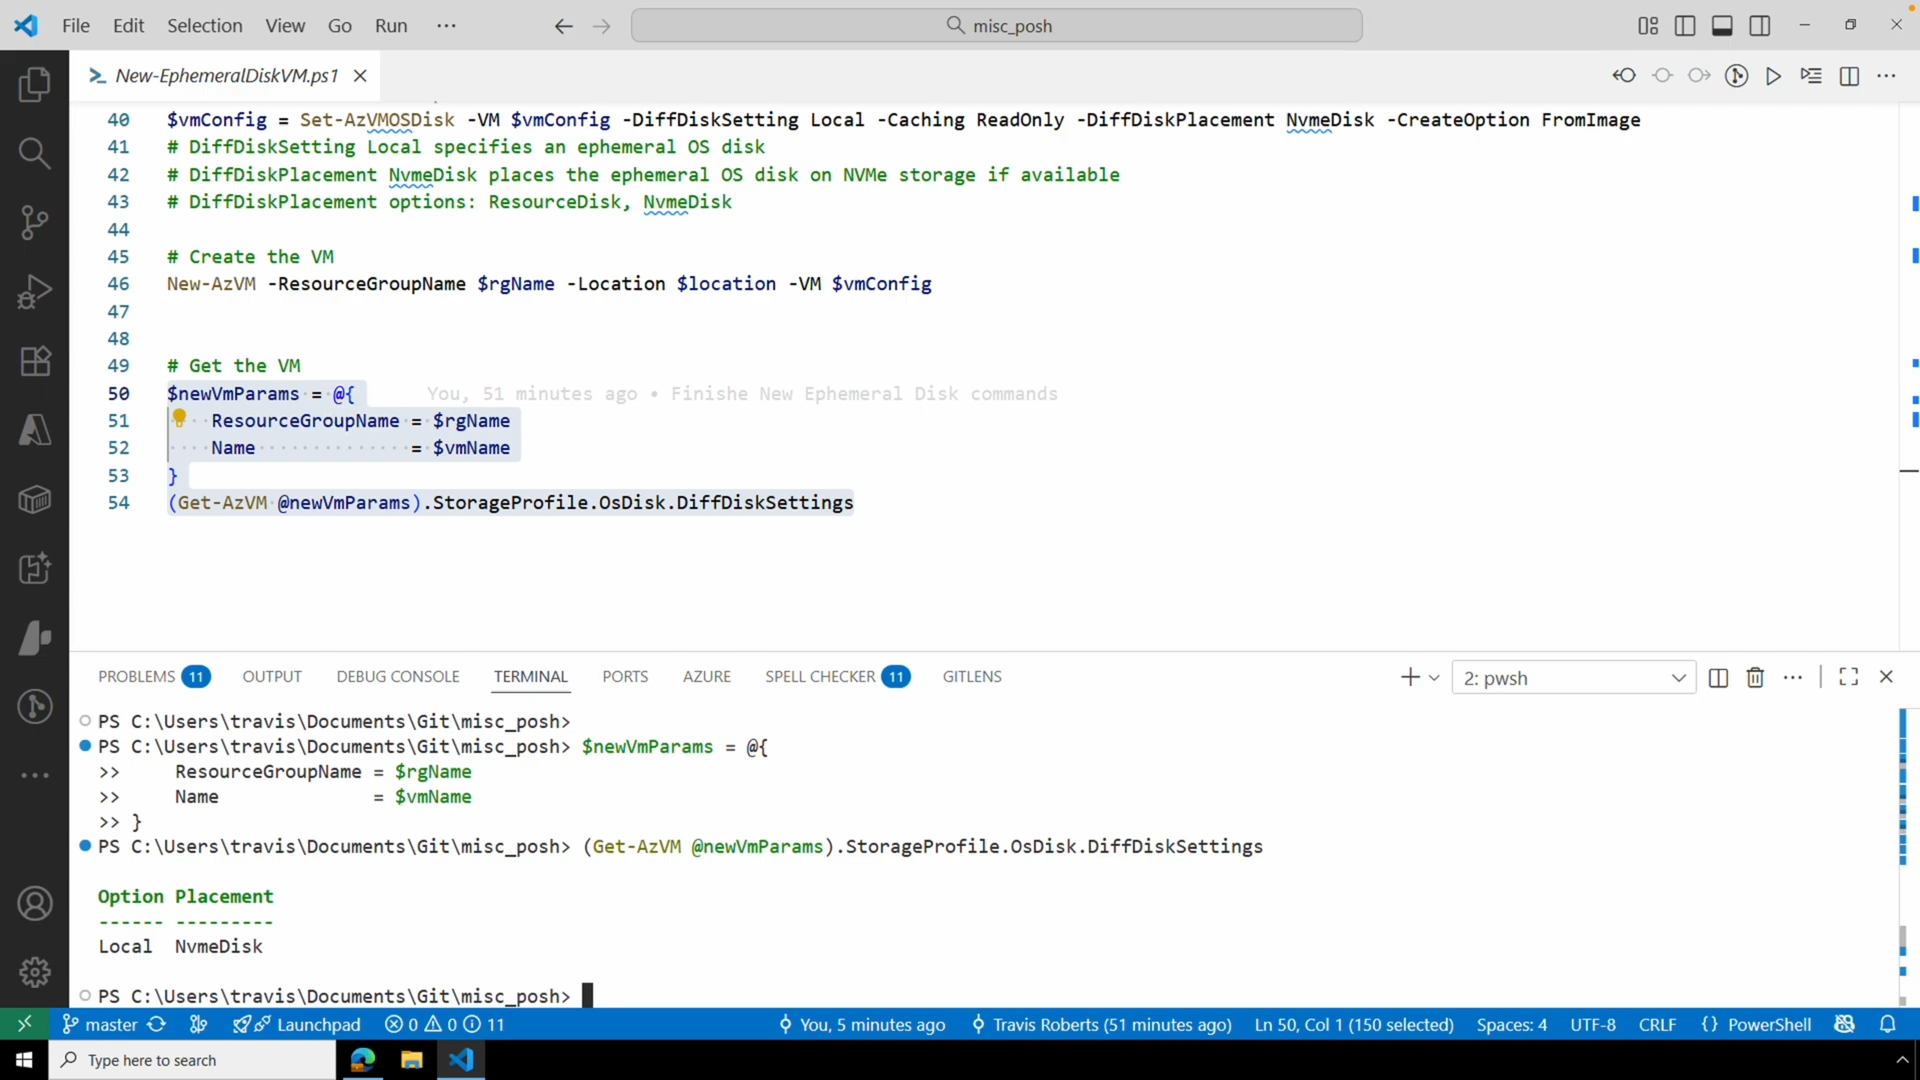 File Edit Selection View Go Run ··· misc_posh
New-EphemeralDiskVM.ps1
40 $vmConfig = Set-AzVMOSDisk -VM $vmConfig -DiffDiskSetting Local -Caching ReadOnly -DiffDiskPlacement NvmeDisk -CreateOption FromImage
41 # DiffDiskSetting Local specifies an ephemeral OS disk
42 # DiffDiskPlacement NvmeDisk places the ephemeral OS disk on NVMe storage if available
43 # DiffDiskPlacement options: ResourceDisk, NvmeDisk
44
45 # Create the VM
46 New-AzVM -ResourceGroupName $rgName -Location $location -VM $vmConfig
47
48
49 # Get the VM
50 $newVmParams = @{ You, 51 minutes ago • Finishe New Ephemeral Disk commands
51 ResourceGroupName = $rgName
52 Name = $vmName
53 }
54 (Get-AzVM @newVmParams).StorageProfile.OsDisk.DiffDiskSettings
PROBLEMS 11 OUTPUT DEBUG CONSOLE TERMINAL PORTS AZURE SPELL CHECKER 11 GITLENS 2: pwsh
PS C:\Users\travis\Documents\Git\misc_posh>
PS C:\Users\travis\Documents\Git\misc_posh> $newVmParams = @{
>> ResourceGroupName = $rgName
>> Name = $vmName
>> }
PS C:\Users\travis\Documents\Git\misc_posh> (Get-AzVM @newVmParams).StorageProfile.OsDisk.DiffDiskSettings
Option Placement
------ ---------
Local NvmeDisk
PS C:\Users\travis\Documents\Git\misc_posh>
master Launchpad 0 0 11 You, 5 minutes ago Travis Roberts (51 minutes ago) Ln 50, Col 1 (150 selected) Spaces: 4 UTF-8 CRLF {} PowerShell
Type here to search